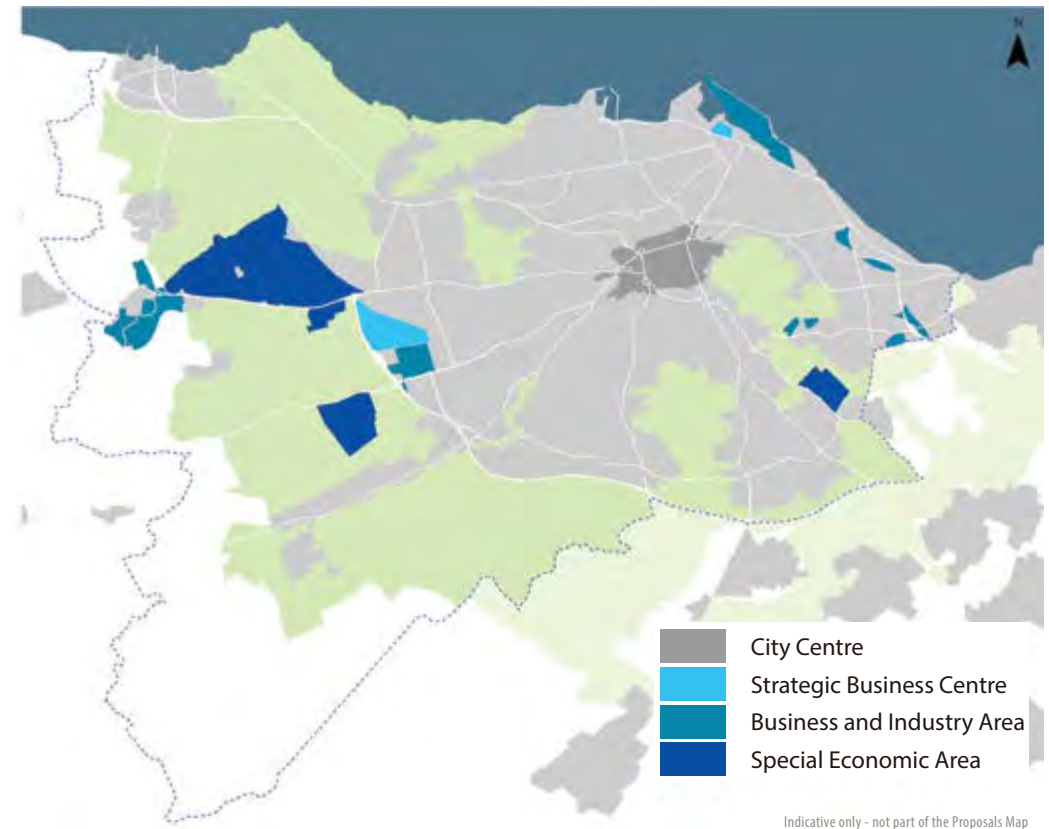 N
City Centre
Strategic Business Centre
Business and Industry Area
Special Economic Area
Indicative only - not part of the Proposals Map